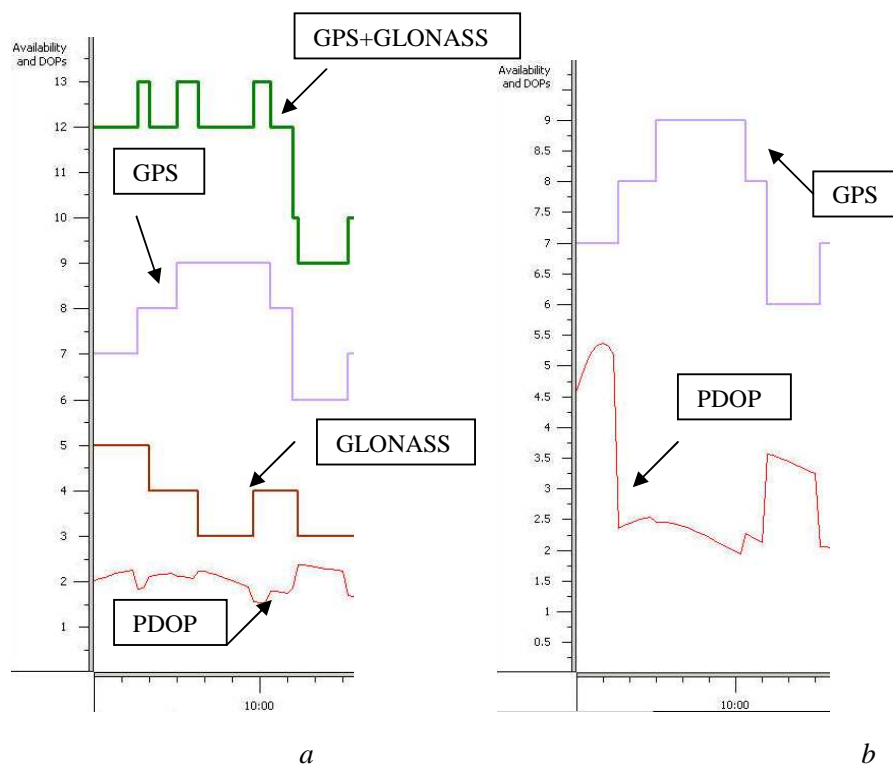 Availability
and DOPs
GPS+GLONASS
13
12
11
10
9
8
7
6
5
4
3
2
1
GPS
GLONASS
PDOP
10:00
a
Availability
and DOPs
9
8.5
8
7.5
7
6.5
6
5.5
5
4.5
4
3.5
3
2.5
2
1.5
1
0.5
GPS
PDOP
10:00
b